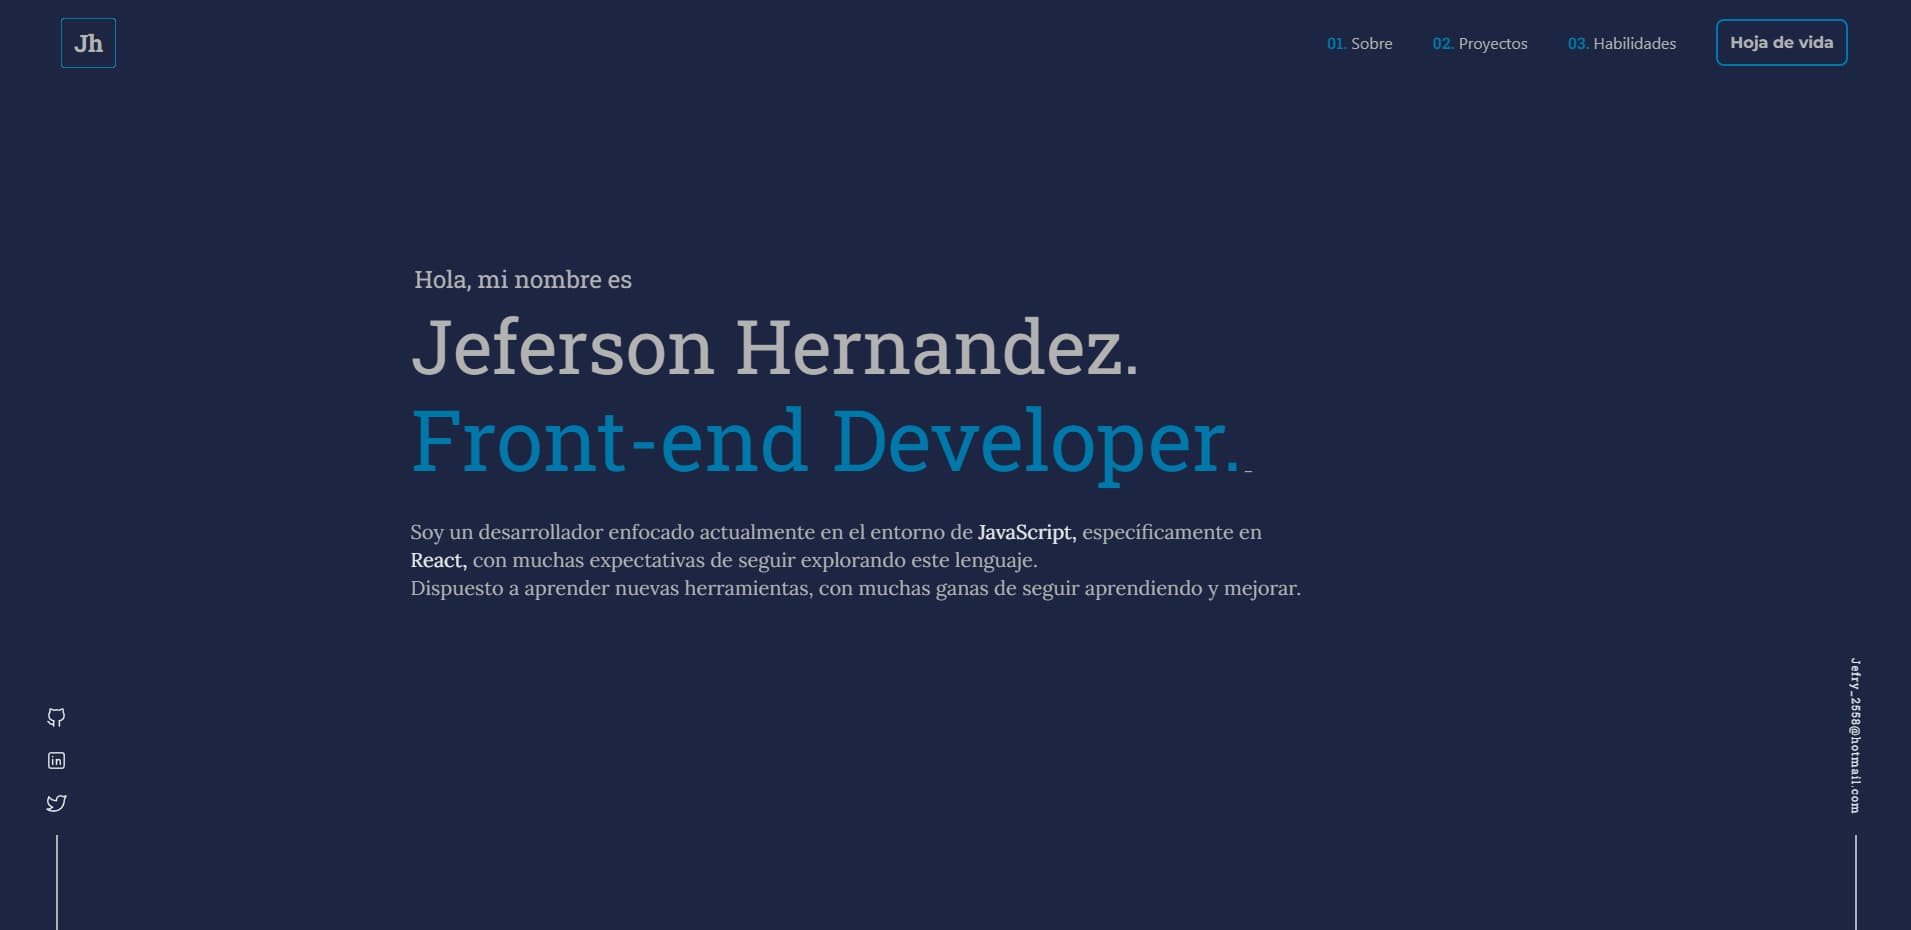 Jh
01. Sobre
02. Proyectos
03. Habilidades
Hoja de vida
Hola, mi nombre es
Jeferson Hernandez.
Front-end Developer._
Soy un desarrollador enfocado actualmente en el entorno de JavaScript, específicamente en
React, con muchas expectativas de seguir explorando este lenguaje.
Dispuesto a aprender nuevas herramientas, con muchas ganas de seguir aprendiendo y mejorar.
in
Jefry_2558@hotmail.com